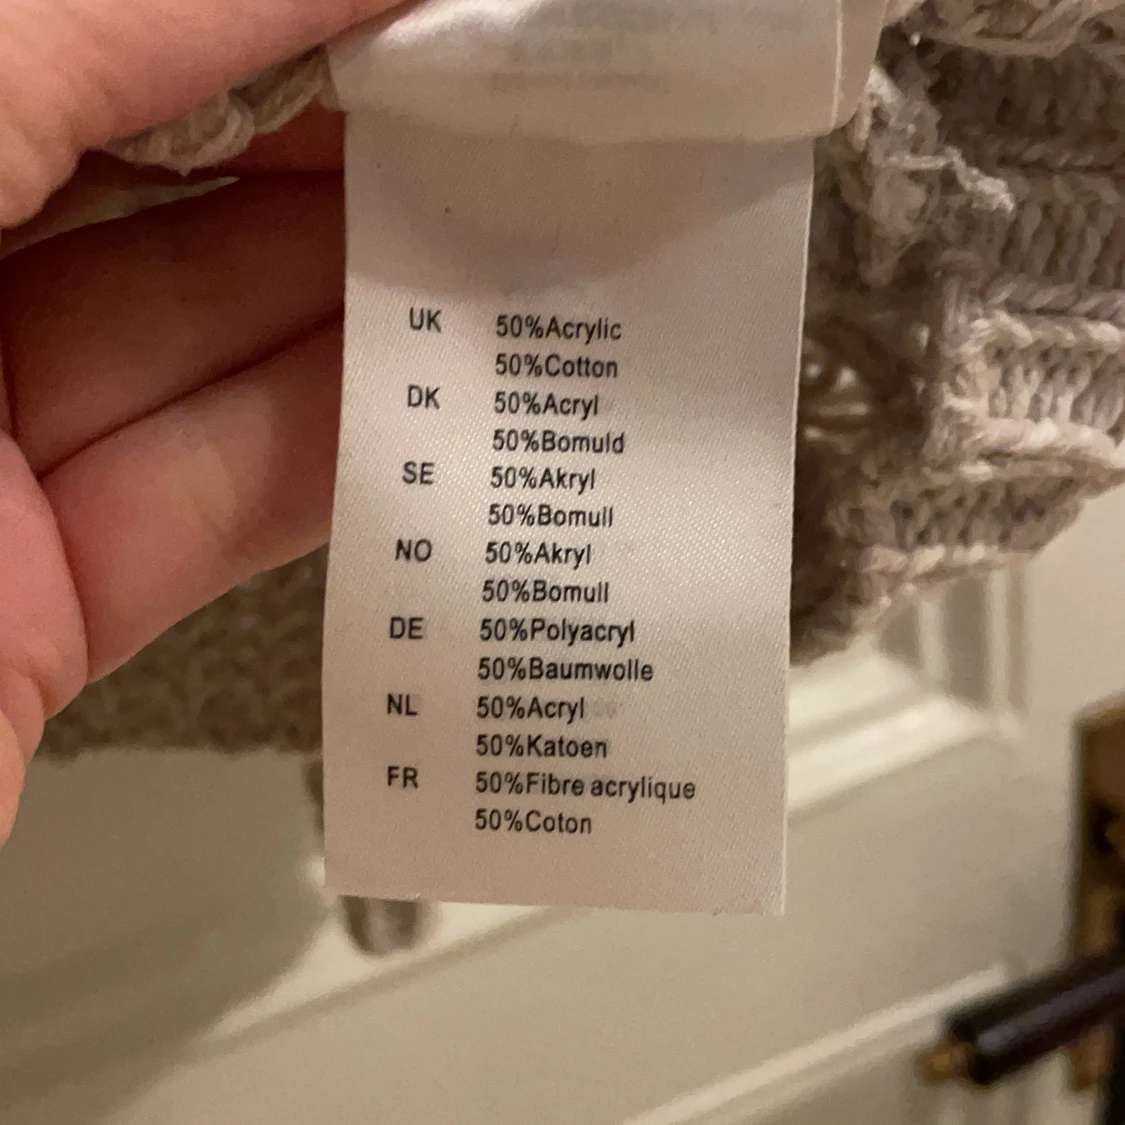 UK 50%Acrylic
50%Cotton
DK 50%Acryl
50%Bomuld
SE 50%Akryl
50%Bomull
NO 50%Akryl
50%Bomull
DE 50%Polyacryl
50%Baumwolle
NL 50%Acryl
50%Katoen
FR 50%Fibre acrylique
50%Coton